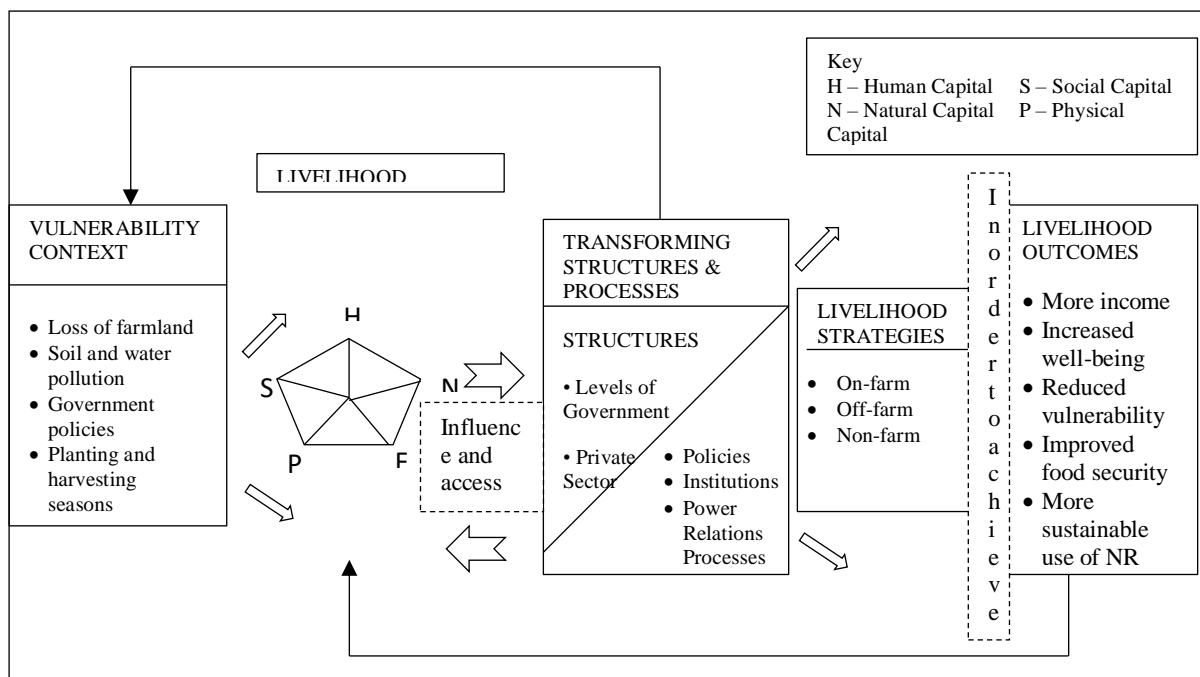 Key
H – Human Capital S – Social Capital
N – Natural Capital P – Physical
Capital
LIVELIHOOD
VULNERABILITY
CONTEXT
• Loss of farmland
• Soil and water
pollution
• Government
policies
• Planting and
harvesting
seasons
H
S
N
P
F
Influenc
e and
access
TRANSFORMING
STRUCTURES &
PROCESSES
STRUCTURES
• Levels of
Government
• Private
Sector
• Policies
• Institutions
• Power
Relations
Processes
LIVELIHOOD
STRATEGIES
• On-farm
• Off-farm
• Non-farm
I
n
o
r
d
e
r
t
o
a
c
h
i
e
v
e
LIVELIHOOD
OUTCOMES
• More income
• Increased
well-being
• Reduced
vulnerability
• Improved
food security
• More
sustainable
use of NR